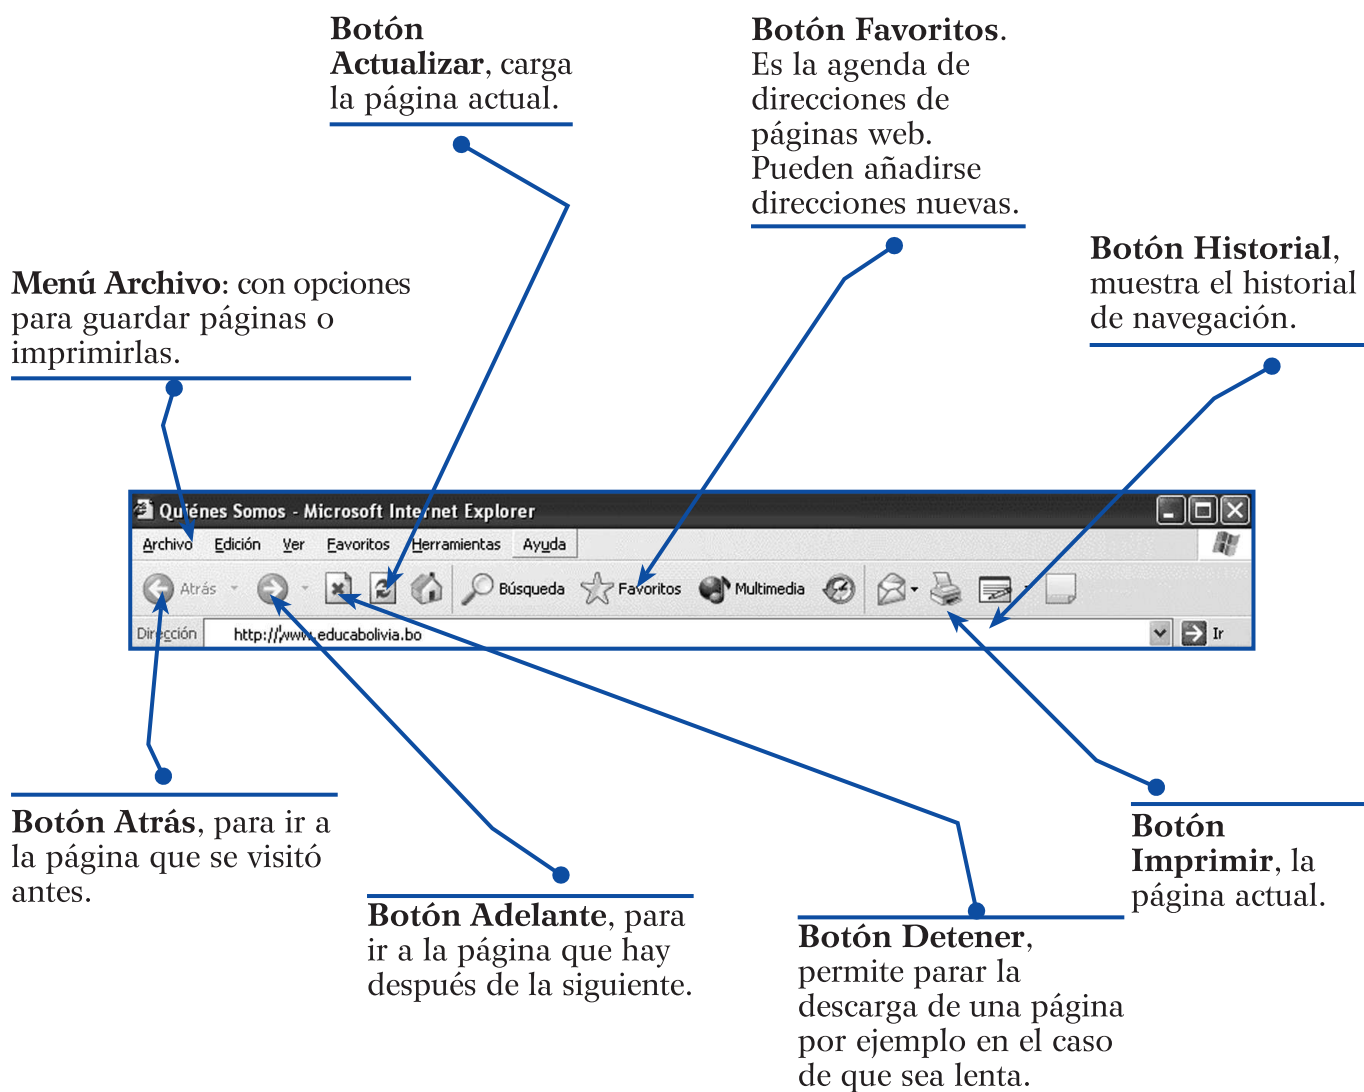 Botón
Actualizar, carga
la página actual.
Botón Favoritos.
Es la agenda de
direcciones de
páginas web.
Pueden añadirse
direcciones nuevas.
Botón Historial,
muestra el historial
de navegación.
Menú Archivo: con opciones
para guardar páginas o
imprimirlas.
Quiénes Somos - Microsoft Internet Explorer
Archivo Edición Ver Favoritos Herramientas Ayuda
Atrás Búsqueda Favoritos Multimedia
Dirección http://www.educabolivia.bo Ir
Botón Atrás, para ir a
la página que se visitó
antes.
Botón Adelante, para
ir a la página que hay
después de la siguiente.
Botón Detener,
permite parar la
descarga de una página
por ejemplo en el caso
de que sea lenta.
Botón
Imprimir, la
página actual.